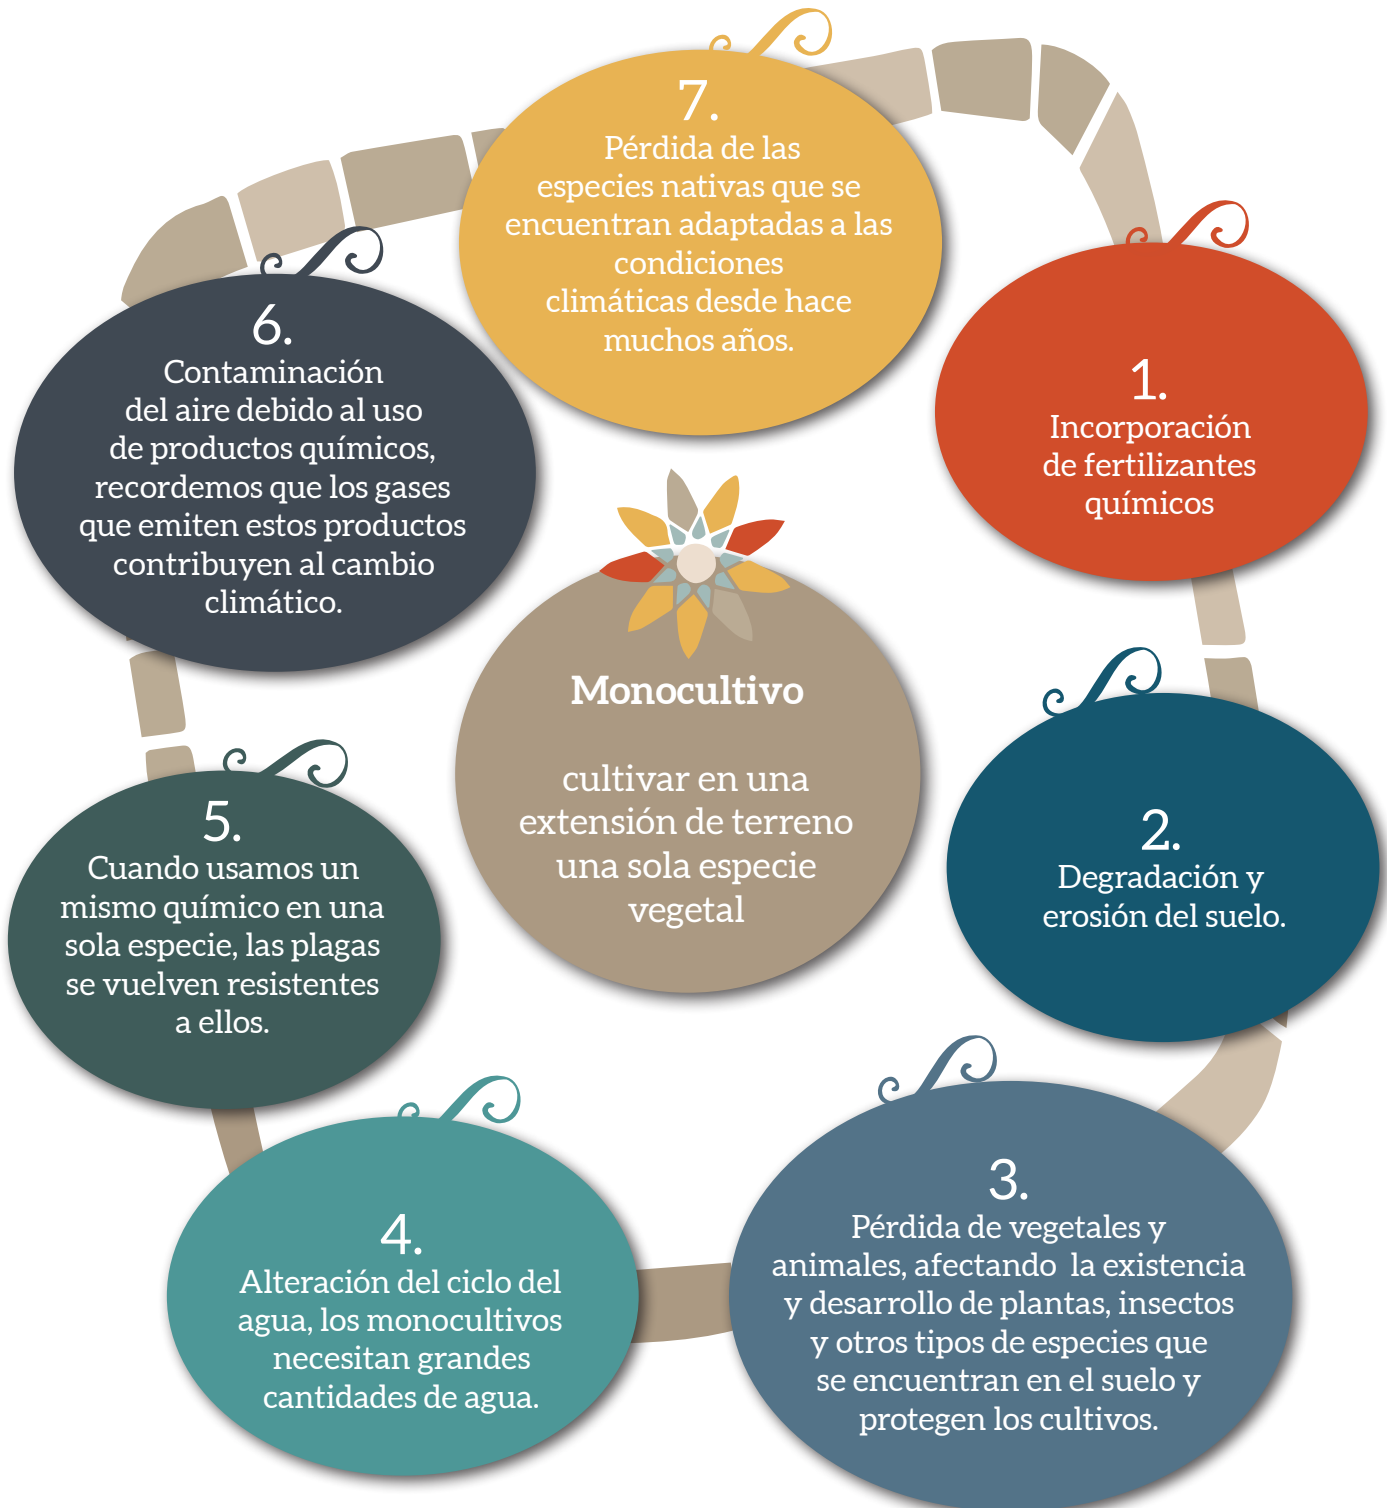 7.
Pérdida de las
especies nativas que se
encuentran adaptadas a las
condiciones
climáticas desde hace
muchos años.
1.
Incorporación
de fertilizantes
químicos
6.
Contaminación
del aire debido al uso
de productos químicos,
recordemos que los gases
que emiten estos productos
contribuyen al cambio
climático.
Monocultivo
cultivar en una
extensión de terreno
una sola especie
vegetal
2.
Degradación y
erosión del suelo.
5.
Cuando usamos un
mismo químico en una
sola especie, las plagas
se vuelven resistentes
a ellos.
3.
Pérdida de vegetales y
animales, afectando  la existencia
y desarrollo de plantas, insectos
y otros tipos de especies que
se encuentran en el suelo y
protegen los cultivos.
4.
Alteración del ciclo del
agua, los monocultivos
necesitan grandes
cantidades de agua.